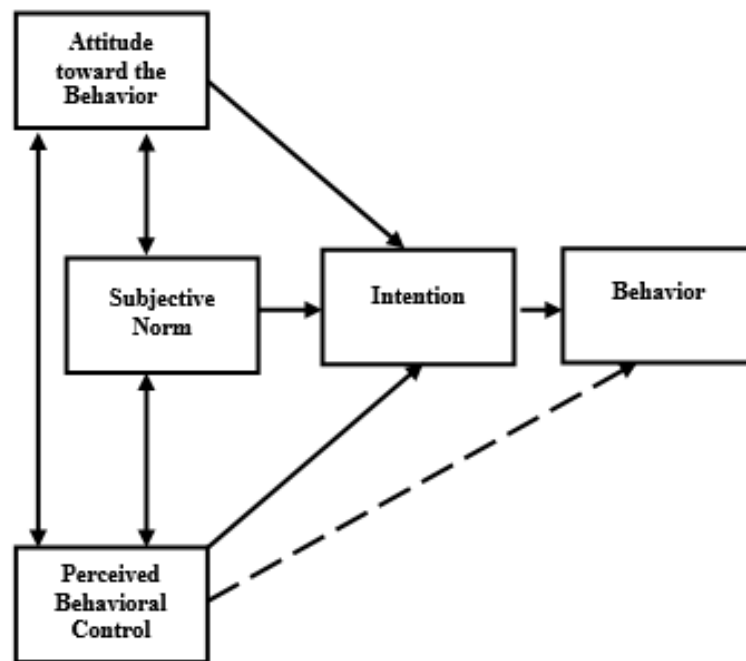 Attitude
toward the
Behavior
Subjective
Norm
Intention
Behavior
Perceived
Behavioral
Control